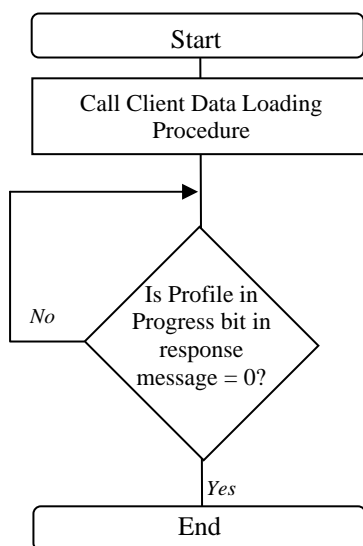 Start
Call Client Data Loading
Procedure
Is Profile in
Progress bit in
response
message = 0?
No
Yes
End